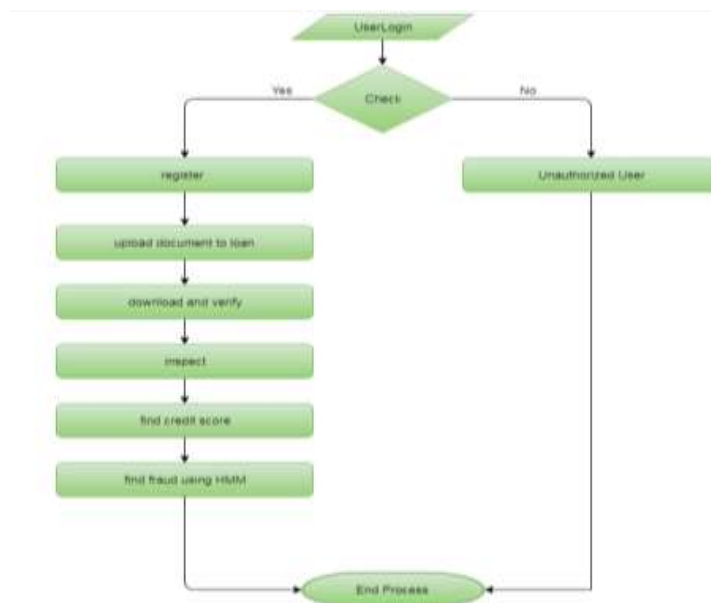 UserLogin
Check
Yes
No
register
Unauthorized User
upload document to loan
download and verify
inspect
find credit score
find fraud using HMM
End Process